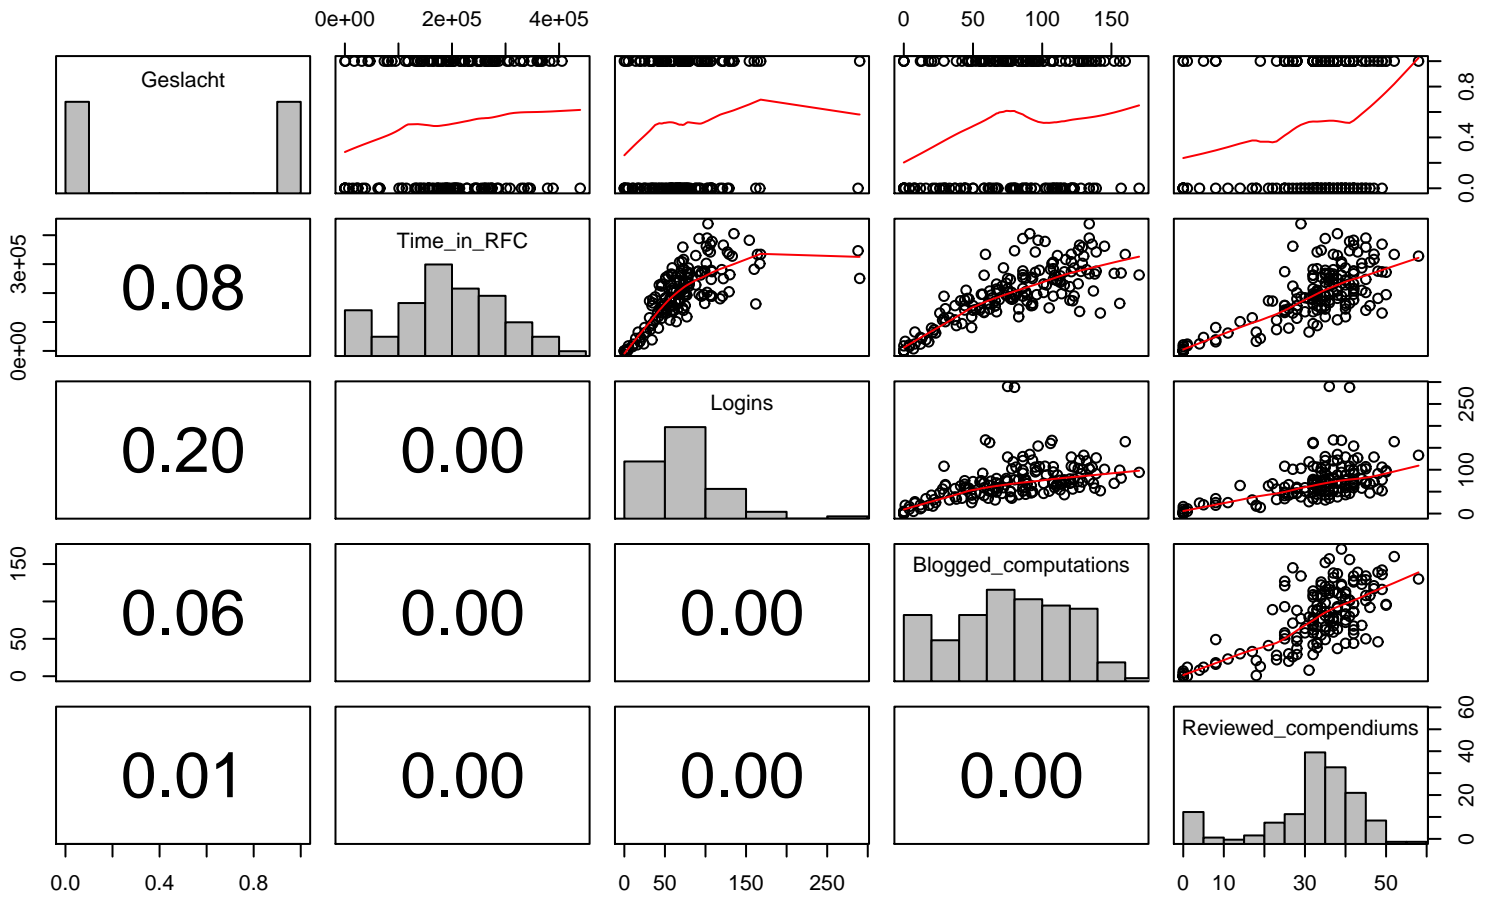 0e+00 2e+05 4e+05 0 50 100 150
Geslacht
0.0 0.4 0.8
Time_in_RFC
0.08
0e+00 3e+05
Logins
0.20 0.00
0 100 250
Blogged_computations
0.06 0.00 0.00
0 50 150
Reviewed_compendiums
0.01 0.00 0.00 0.00
0 20 40 60
0.0 0.4 0.8 0 50 150 250 0 10 30 50